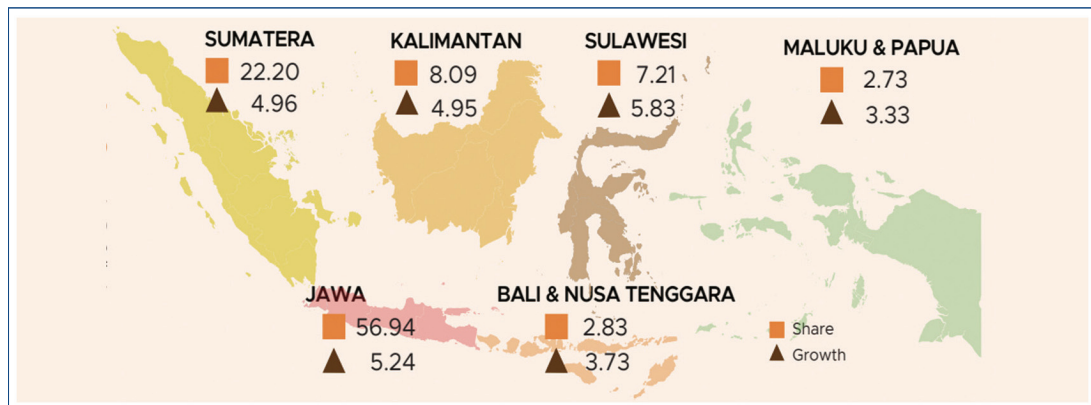 SUMATERA
22.20
4.96
KALIMANTAN
8.09
4.95
SULAWESI
7.21
5.83
MALUKU & PAPUA
2.73
3.33
JAWA
56.94
5.24
BALI & NUSA TENGGARA
2.83
3.73
Share
Growth